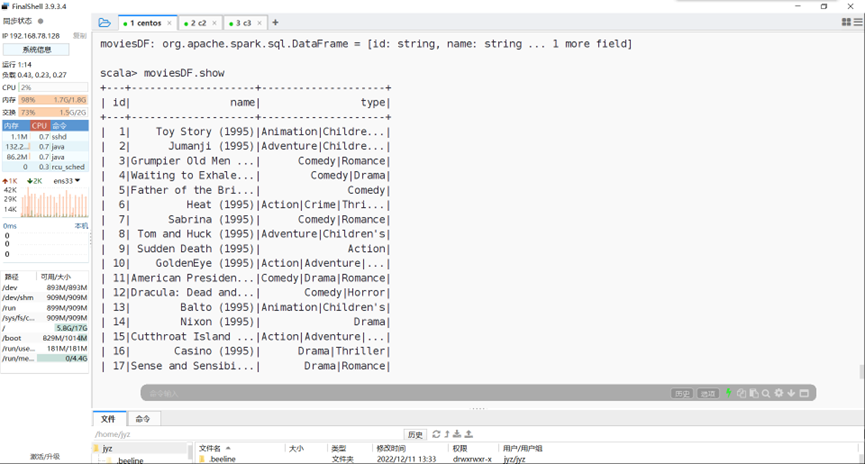 FinalShell 3.9.3.4
同步状态
IP 192.168.78.128 复制
系统信息
运行 1:14
负载 0.43, 0.23, 0.27
CPU 2%
内存 98% 1.7G/1.8G
交换 73% 1.5G/2G
内存 CPU 命令
1.1M 0.7 sshd
132.2... 0.7 java
86.2M 0.7 java
0 0.3 rcu_sched
1K 2K ens33
42K
29K
14K
0ms 本机
0
0
0
路径 可用/大小
/dev 893M/893M
/dev/shm 909M/909M
/run 899M/909M
/sys/fs/c... 909M/909M
/ 5.8G/17G
/boot 829M/1014M
/run/use... 181M/181M
/run/me... 0/4.4G
激活/升级
1 centos × 2 c2 × 3 c3 × +
moviesDF: org.apache.spark.sql.DataFrame = [id: string, name: string ... 1 more field]
scala> moviesDF.show
+---+--------------------+--------------------+
| id| name| type|
+---+--------------------+--------------------+
| 1| Toy Story (1995)|Animation|Childre...|
| 2| Jumanji (1995)|Adventure|Childre...|
| 3|Grumpier Old Men ...| Comedy|Romance|
| 4|Waiting to Exhale...| Comedy|Drama|
| 5|Father of the Bri...| Comedy|
| 6| Heat (1995)|Action|Crime|Thri...|
| 7| Sabrina (1995)| Comedy|Romance|
| 8| Tom and Huck (1995)|Adventure|Children's|
| 9| Sudden Death (1995)| Action|
| 10| GoldenEye (1995)|Action|Adventure|...|
| 11|American Presiden...|Comedy|Drama|Romance|
| 12|Dracula: Dead and...| Comedy|Horror|
| 13| Balto (1995)|Animation|Children's|
| 14| Nixon (1995)| Drama|
| 15|Cutthroat Island ...|Action|Adventure|...|
| 16| Casino (1995)| Drama|Thriller|
| 17|Sense and Sensibi...| Drama|Romance|
命令输入 历史 选项
文件 命令
/home/jyz 历史
jyz
.beeline
文件名 大小 类型 修改时间 权限 用户/用户组
.beeline 文件夹 2022/12/11 13:33 drwxrwxr-x jyz/jyz